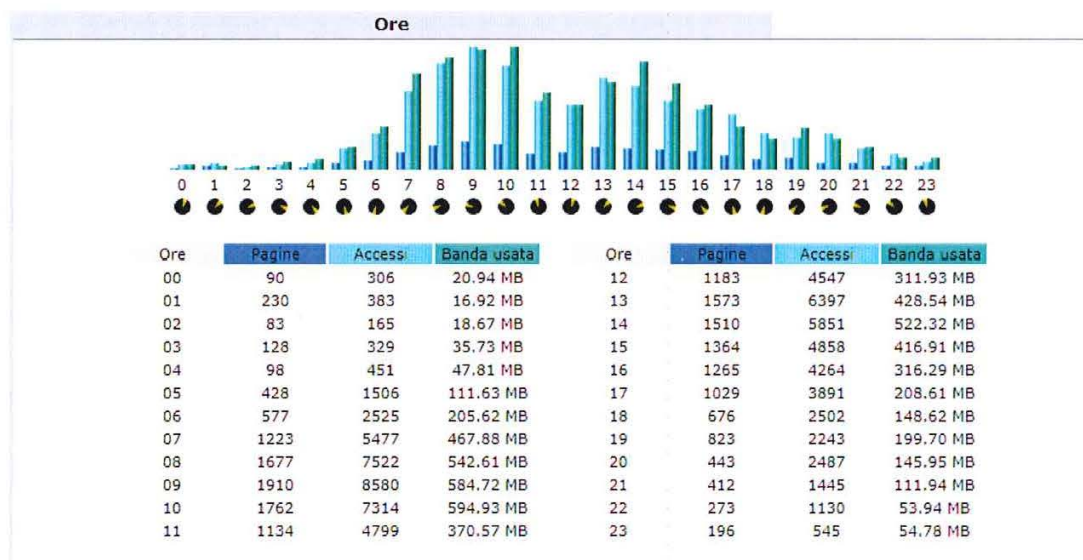 Ore
0 1 2 3 4 5 6 7 8 9 10 11 12 13 14 15 16 17 18 19 20 21 22 23
Ore Pagine Accessi Banda usata Ore Pagine Accessi Banda usata
00 90 306 20.94 MB 12 1183 4547 311.93 MB
01 230 383 16.92 MB 13 1573 6397 428.54 MB
02 83 165 18.67 MB 14 1510 5851 522.32 MB
03 128 329 35.73 MB 15 1364 4858 416.91 MB
04 98 451 47.81 MB 16 1265 4264 316.29 MB
05 428 1506 111.63 MB 17 1029 3891 208.61 MB
06 577 2525 205.62 MB 18 676 2502 148.62 MB
07 1223 5477 467.88 MB 19 823 2243 199.70 MB
08 1677 7522 542.61 MB 20 443 2487 145.95 MB
09 1910 8580 584.72 MB 21 412 1445 111.94 MB
10 1762 7314 594.93 MB 22 273 1130 53.94 MB
11 1134 4799 370.57 MB 23 196 545 54.78 MB